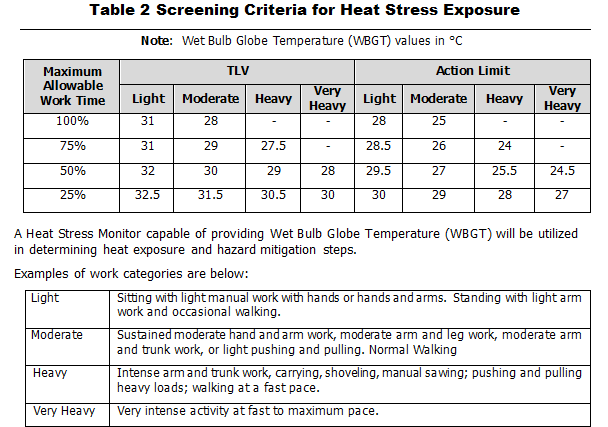 Table 2 Screening Criteria for Heat Stress Exposure
Note: Wet Bulb Globe Temperature (WBGT) values in °C
Maximum Allowable Work Time TLV Action Limit
Light Moderate Heavy Very Heavy Light Moderate Heavy Very Heavy
100% 31 28 - - 28 25 - -
75% 31 29 27.5 - 28.5 26 24 -
50% 32 30 29 28 29.5 27 25.5 24.5
25% 32.5 31.5 30.5 30 30 29 28 27
A Heat Stress Monitor capable of providing Wet Bulb Globe Temperature (WBGT) will be utilized
in determining heat exposure and hazard mitigation steps.
Examples of work categories are below:
Light Sitting with light manual work with hands or hands and arms. Standing with light arm
work and occasional walking.
Moderate Sustained moderate hand and arm work, moderate arm and leg work, moderate arm
and trunk work, or light pushing and pulling. Normal Walking
Heavy Intense arm and trunk work, carrying, shoveling, manual sawing; pushing and pulling
heavy loads; walking at a fast pace.
Very Heavy Very intense activity at fast to maximum pace.